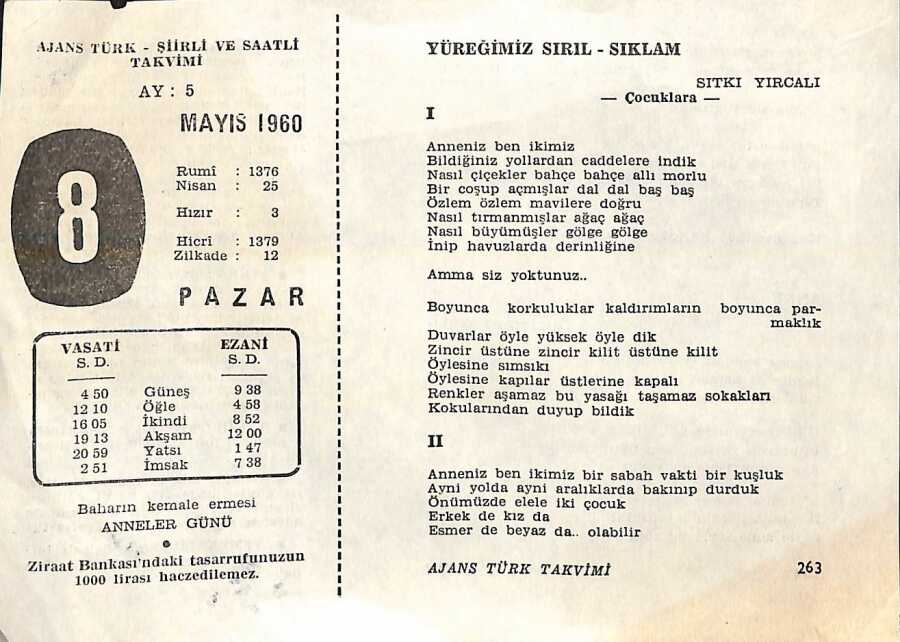 AJANS TÜRK - ŞİİRLİ VE SAATLİ
TAKVİMİ
AY : 5
MAYIS 1960
8
Rumî : 1376
Nisan : 25
Hızır : 3
Hicrî : 1379
Zilkade : 12
PAZAR
VASATİ EZANİ
S. D. S. D.
4 50 Güneş 9 38
12 10 Öğle 4 58
16 05 İkindi 8 52
19 13 Akşam 12 00
20 59 Yatsı 1 47
2 51 İmsak 7 38
Baharın kemale ermesi
ANNELER GÜNÜ
Ziraat Bankası'ndaki tasarrufunuzun
1000 lirası haczedilemez.
YÜREĞİMİZ SIRIL - SIKLAM
SITKI YIRCALI
— Çocuklara —
I
Anneniz ben ikimiz
Bildiğiniz yollardan caddelere indik
Nasıl çiçekler bahçe bahçe allı morlu
Bir coşup açmışlar dal dal baş baş
Özlem özlem mavilere doğru
Nasıl tırmanmışlar ağaç ağaç
Nasıl büyümüşler gölge gölge
İnip havuzlarda derinliğine
Amma siz yoktunuz..
Boyunca korkuluklar kaldırımların boyunca par-
maklık
Duvarlar öyle yüksek öyle dik
Zincir üstüne zincir kilit üstüne kilit
Öylesine sımsıkı
Öylesine kapılar üstlerine kapalı
Renkler aşamaz bu yasağı taşamaz sokakları
Kokularından duyup bildik
II
Anneniz ben ikimiz bir sabah vakti bir kuşluk
Ayni yolda ayni aralıklarda bakınıp durduk
Önümüzde elele iki çocuk
Erkek de kız da
Esmer de beyaz da.. olabilir
AJANS TÜRK TAKVİMİ 263